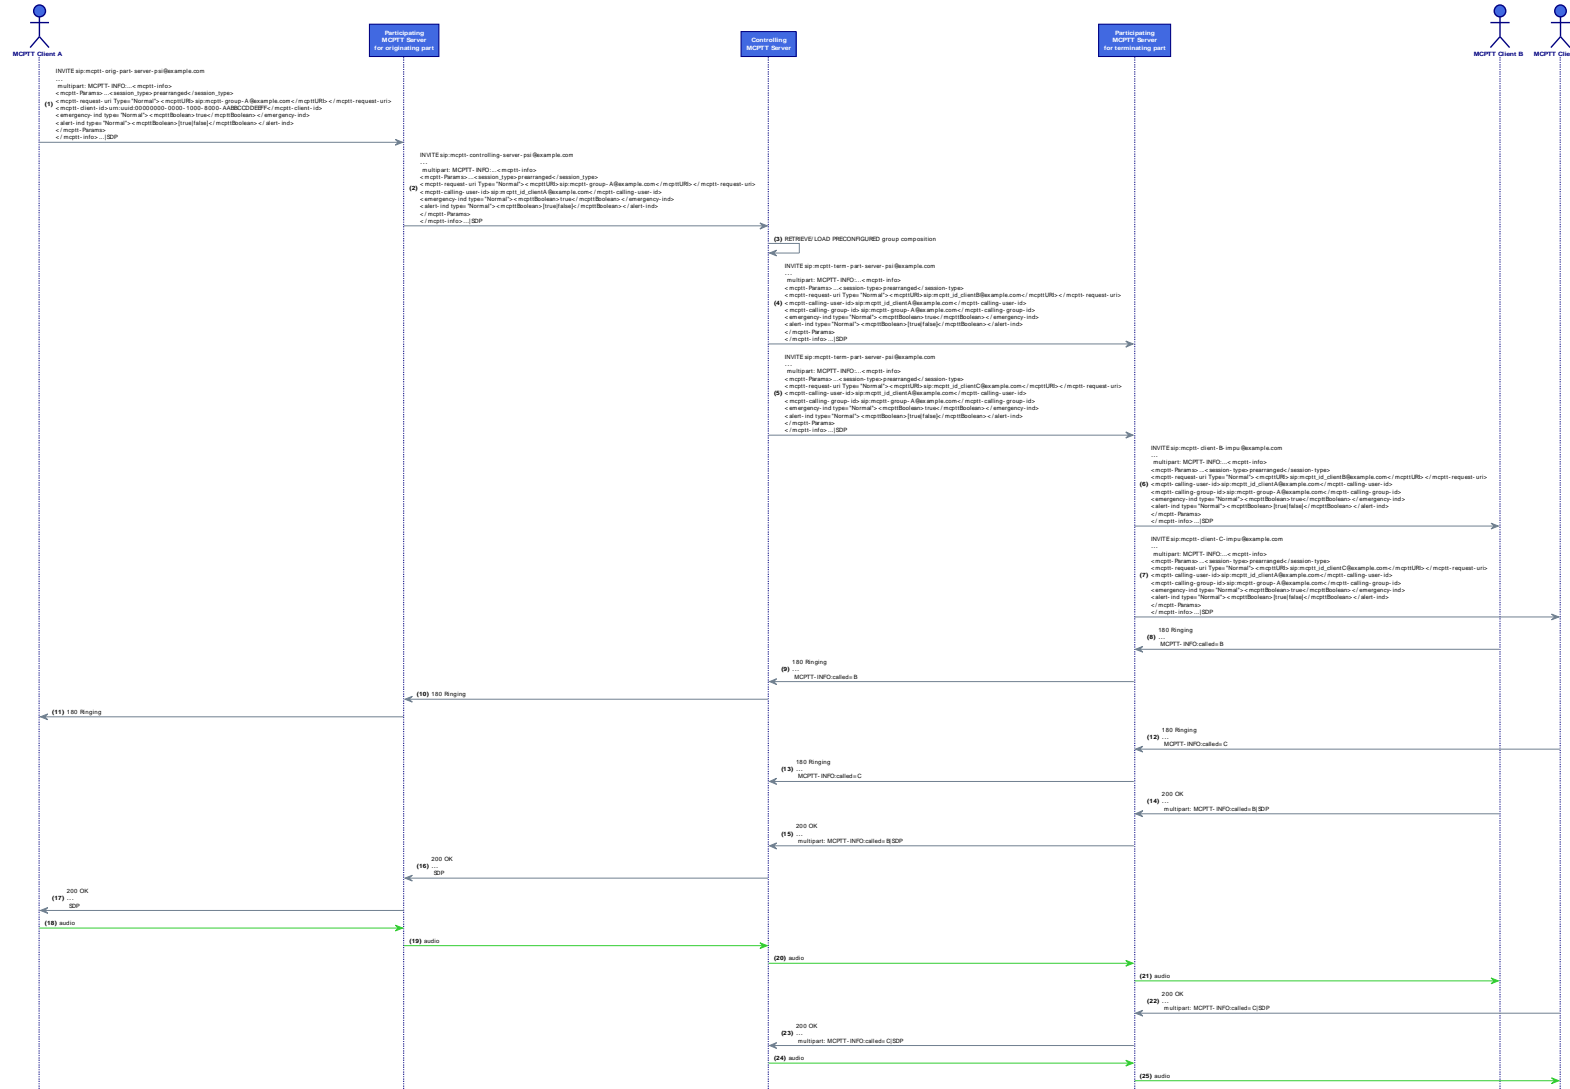 MCPTT Client A
Participating
MCPTT Server
for originating part
Controlling
MCPTT Server
Participating
MCPTT Server
for terminating part
MCPTT Client B
MCPTT Clie
INVITE sip:mcptt-orig-part-server-psi@example.com
...
multipart: MCPTT-INFO:...<mcptt-info>
<mcptt-Params>...<session_type>prearranged</session_type>
(1) <mcptt-request-uri Type="Normal"><mcpttURI>sip:mcptt-group-A@example.com</mcpttURI></mcptt-request-uri>
<mcptt-client-id>urn:uuid:00000000-0000-1000-8000-AABBCCDDEEFF</mcptt-client-id>
<emergency-ind type="Normal"><mcpttBoolean>true</mcpttBoolean></emergency-ind>
<alert-ind type="Normal"><mcpttBoolean>[true|false]</mcpttBoolean></alert-ind>
</mcptt-Params>
</mcptt-info>...|SDP
INVITE sip:mcptt-controlling-server-psi@example.com
...
multipart: MCPTT-INFO:...<mcptt-info>
<mcptt-Params>...<session_type>prearranged</session_type>
(2) <mcptt-request-uri Type="Normal"><mcpttURI>sip:mcptt-group-A@example.com</mcpttURI></mcptt-request-uri>
<mcptt-calling-user-id>sip:mcptt_id_clientA@example.com</mcptt-calling-user-id>
<emergency-ind type="Normal"><mcpttBoolean>true</mcpttBoolean></emergency-ind>
<alert-ind type="Normal"><mcpttBoolean>[true|false]</mcpttBoolean></alert-ind>
</mcptt-Params>
</mcptt-info>...|SDP
(3) RETRIEVE/LOAD PRECONFIGURED group composition
INVITE sip:mcptt-term-part-server-psi@example.com
...
multipart: MCPTT-INFO:...<mcptt-info>
<mcptt-Params>...<session-type>prearranged</session-type>
<mcptt-request-uri Type="Normal"><mcpttURI>sip:mcptt_id_clientB@example.com</mcpttURI></mcptt-request-uri>
(4) <mcptt-calling-user-id>sip:mcptt_id_clientA@example.com</mcptt-calling-user-id>
<mcptt-calling-group-id>sip:mcptt-group-A@example.com</mcptt-calling-group-id>
<emergency-ind type="Normal"><mcpttBoolean>true</mcpttBoolean></emergency-ind>
<alert-ind type="Normal"><mcpttBoolean>[true|false]</mcpttBoolean></alert-ind>
</mcptt-Params>
</mcptt-info>...|SDP
INVITE sip:mcptt-term-part-server-psi@example.com
...
multipart: MCPTT-INFO:...<mcptt-info>
<mcptt-Params>...<session-type>prearranged</session-type>
<mcptt-request-uri Type="Normal"><mcpttURI>sip:mcptt_id_clientC@example.com</mcpttURI></mcptt-request-uri>
(5) <mcptt-calling-user-id>sip:mcptt_id_clientA@example.com</mcptt-calling-user-id>
<mcptt-calling-group-id>sip:mcptt-group-A@example.com</mcptt-calling-group-id>
<emergency-ind type="Normal"><mcpttBoolean>true</mcpttBoolean></emergency-ind>
<alert-ind type="Normal"><mcpttBoolean>[true|false]</mcpttBoolean></alert-ind>
</mcptt-Params>
</mcptt-info>...|SDP
INVITE sip:mcptt-client-B-impu@example.com
...
multipart: MCPTT-INFO:...<mcptt-info>
<mcptt-Params>...<session-type>prearranged</session-type>
<mcptt-request-uri Type="Normal"><mcpttURI>sip:mcptt_id_clientB@example.com</mcpttURI></mcptt-request-uri>
(6) <mcptt-calling-user-id>sip:mcptt_id_clientA@example.com</mcptt-calling-user-id>
<mcptt-calling-group-id>sip:mcptt-group-A@example.com</mcptt-calling-group-id>
<emergency-ind type="Normal"><mcpttBoolean>true</mcpttBoolean></emergency-ind>
<alert-ind type="Normal"><mcpttBoolean>[true|false]</mcpttBoolean></alert-ind>
</mcptt-Params>
</mcptt-info>...|SDP
INVITE sip:mcptt-client-C-impu@example.com
...
multipart: MCPTT-INFO:...<mcptt-info>
<mcptt-Params>...<session-type>prearranged</session-type>
<mcptt-request-uri Type="Normal"><mcpttURI>sip:mcptt_id_clientC@example.com</mcpttURI></mcptt-request-uri>
(7) <mcptt-calling-user-id>sip:mcptt_id_clientA@example.com</mcptt-calling-user-id>
<mcptt-calling-group-id>sip:mcptt-group-A@example.com</mcptt-calling-group-id>
<emergency-ind type="Normal"><mcpttBoolean>true</mcpttBoolean></emergency-ind>
<alert-ind type="Normal"><mcpttBoolean>[true|false]</mcpttBoolean></alert-ind>
</mcptt-Params>
</mcptt-info>...|SDP
180 Ringing
(8) ...
MCPTT-INFO:called=B
180 Ringing
(9) ...
MCPTT-INFO:called=B
(10) 180 Ringing
(11) 180 Ringing
180 Ringing
(12) ...
MCPTT-INFO:called=C
180 Ringing
(13) ...
MCPTT-INFO:called=C
200 OK
(14) ...
multipart: MCPTT-INFO:called=B|SDP
200 OK
(15) ...
multipart: MCPTT-INFO:called=B|SDP
200 OK
(16) ...
SDP
200 OK
(17) ...
SDP
(18) audio
(19) audio
(20) audio
(21) audio
200 OK
(22) ...
multipart: MCPTT-INFO:called=C|SDP
200 OK
(23) ...
multipart: MCPTT-INFO:called=C|SDP
(24) audio
(25) audio